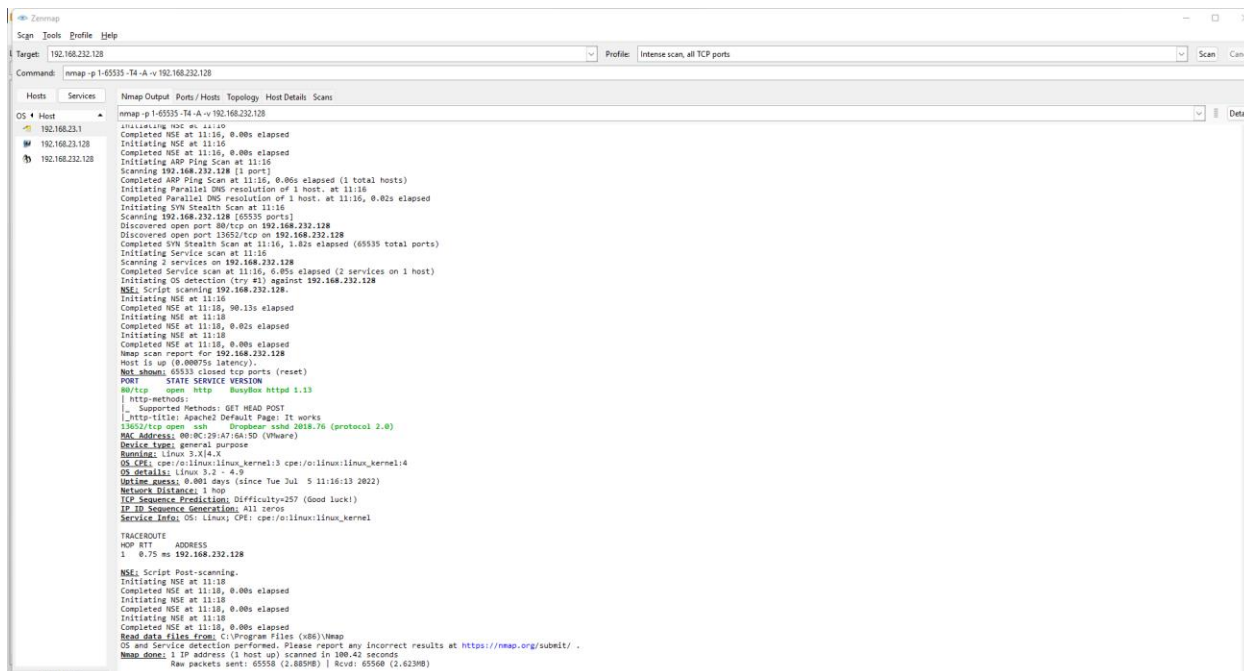 Zenmap
Scan Tools Profile Help
Target: 192.168.232.128 Profile: Intense scan, all TCP ports Scan
Command: nmap -p 1-65535 -T4 -A -v 192.168.232.128
Hosts Services Nmap Output Ports / Hosts Topology Host Details Scans
OS Host
192.168.23.1
192.168.23.128
192.168.232.128
nmap -p 1-65535 -T4 -A -v 192.168.232.128
Initiating NSE at 11:16
Completed NSE at 11:16, 0.00s elapsed
Initiating NSE at 11:16
Completed NSE at 11:16, 0.00s elapsed
Initiating ARP Ping Scan at 11:16
Scanning 192.168.232.128 [1 port]
Completed ARP Ping Scan at 11:16, 0.06s elapsed (1 total hosts)
Initiating Parallel DNS resolution of 1 host. at 11:16
Completed Parallel DNS resolution of 1 host. at 11:16, 0.02s elapsed
Initiating SYN Stealth Scan at 11:16
Scanning 192.168.232.128 [65535 ports]
Discovered open port 80/tcp on 192.168.232.128
Discovered open port 13652/tcp on 192.168.232.128
Completed SYN Stealth Scan at 11:16, 1.82s elapsed (65535 total ports)
Initiating Service scan at 11:16
Scanning 2 services on 192.168.232.128
Completed Service scan at 11:16, 6.05s elapsed (2 services on 1 host)
Initiating OS detection (try #1) against 192.168.232.128
NSE: Script scanning 192.168.232.128.
Initiating NSE at 11:16
Completed NSE at 11:18, 90.13s elapsed
Initiating NSE at 11:18
Completed NSE at 11:18, 0.02s elapsed
Initiating NSE at 11:18
Completed NSE at 11:18, 0.00s elapsed
Nmap scan report for 192.168.232.128
Host is up (0.00075s latency).
Not shown: 65533 closed tcp ports (reset)
PORT STATE SERVICE VERSION
80/tcp open http BusyBox httpd 1.13
| http-methods:
|_ Supported Methods: GET HEAD POST
|_http-title: Apache2 Default Page: It works
13652/tcp open ssh Dropbear sshd 2018.76 (protocol 2.0)
MAC Address: 00:0C:29:A7:6A:5D (VMware)
Device type: general purpose
Running: Linux 3.X|4.X
OS CPE: cpe:/o:linux:linux_kernel:3 cpe:/o:linux:linux_kernel:4
OS details: Linux 3.2 - 4.9
Uptime guess: 0.001 days (since Tue Jul 5 11:16:13 2022)
Network Distance: 1 hop
TCP Sequence Prediction: Difficulty=257 (Good luck!)
IP ID Sequence Generation: All zeros
Service Info: OS: Linux; CPE: cpe:/o:linux:linux_kernel
TRACEROUTE
HOP RTT ADDRESS
1 0.75 ms 192.168.232.128
NSE: Script Post-scanning.
Initiating NSE at 11:18
Completed NSE at 11:18, 0.00s elapsed
Initiating NSE at 11:18
Completed NSE at 11:18, 0.00s elapsed
Initiating NSE at 11:18
Completed NSE at 11:18, 0.00s elapsed
Read data files from: C:\Program Files (x86)\Nmap
OS and Service detection performed. Please report any incorrect results at https://nmap.org/submit/ .
Nmap done: 1 IP address (1 host up) scanned in 100.42 seconds
Raw packets sent: 65558 (2.885MB) | Rcvd: 65560 (2.623MB)